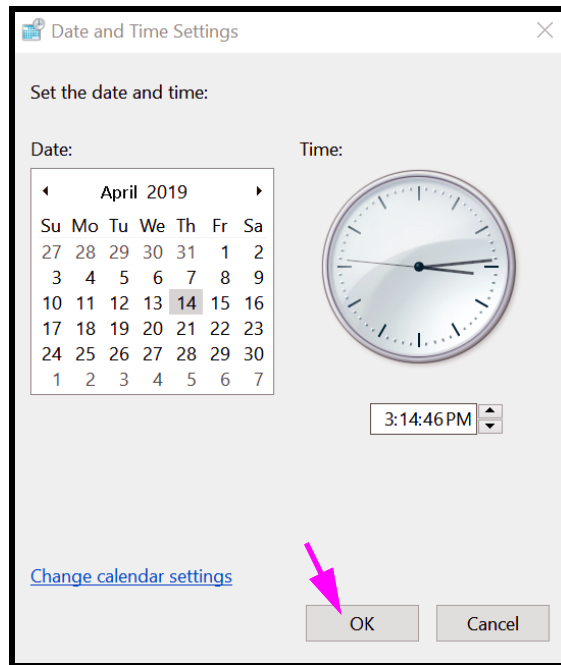 Date and Time Settings
Set the date and time:
Date:
Time:
April 2019
Su Mo Tu We Th Fr Sa
27 28 29 30 31 1 2
3 4 5 6 7 8 9
10 11 12 13 14 15 16
17 18 19 20 21 22 23
24 25 26 27 28 29 30
1 2 3 4 5 6 7
3:14:46 PM
Change calendar settings
OK
Cancel